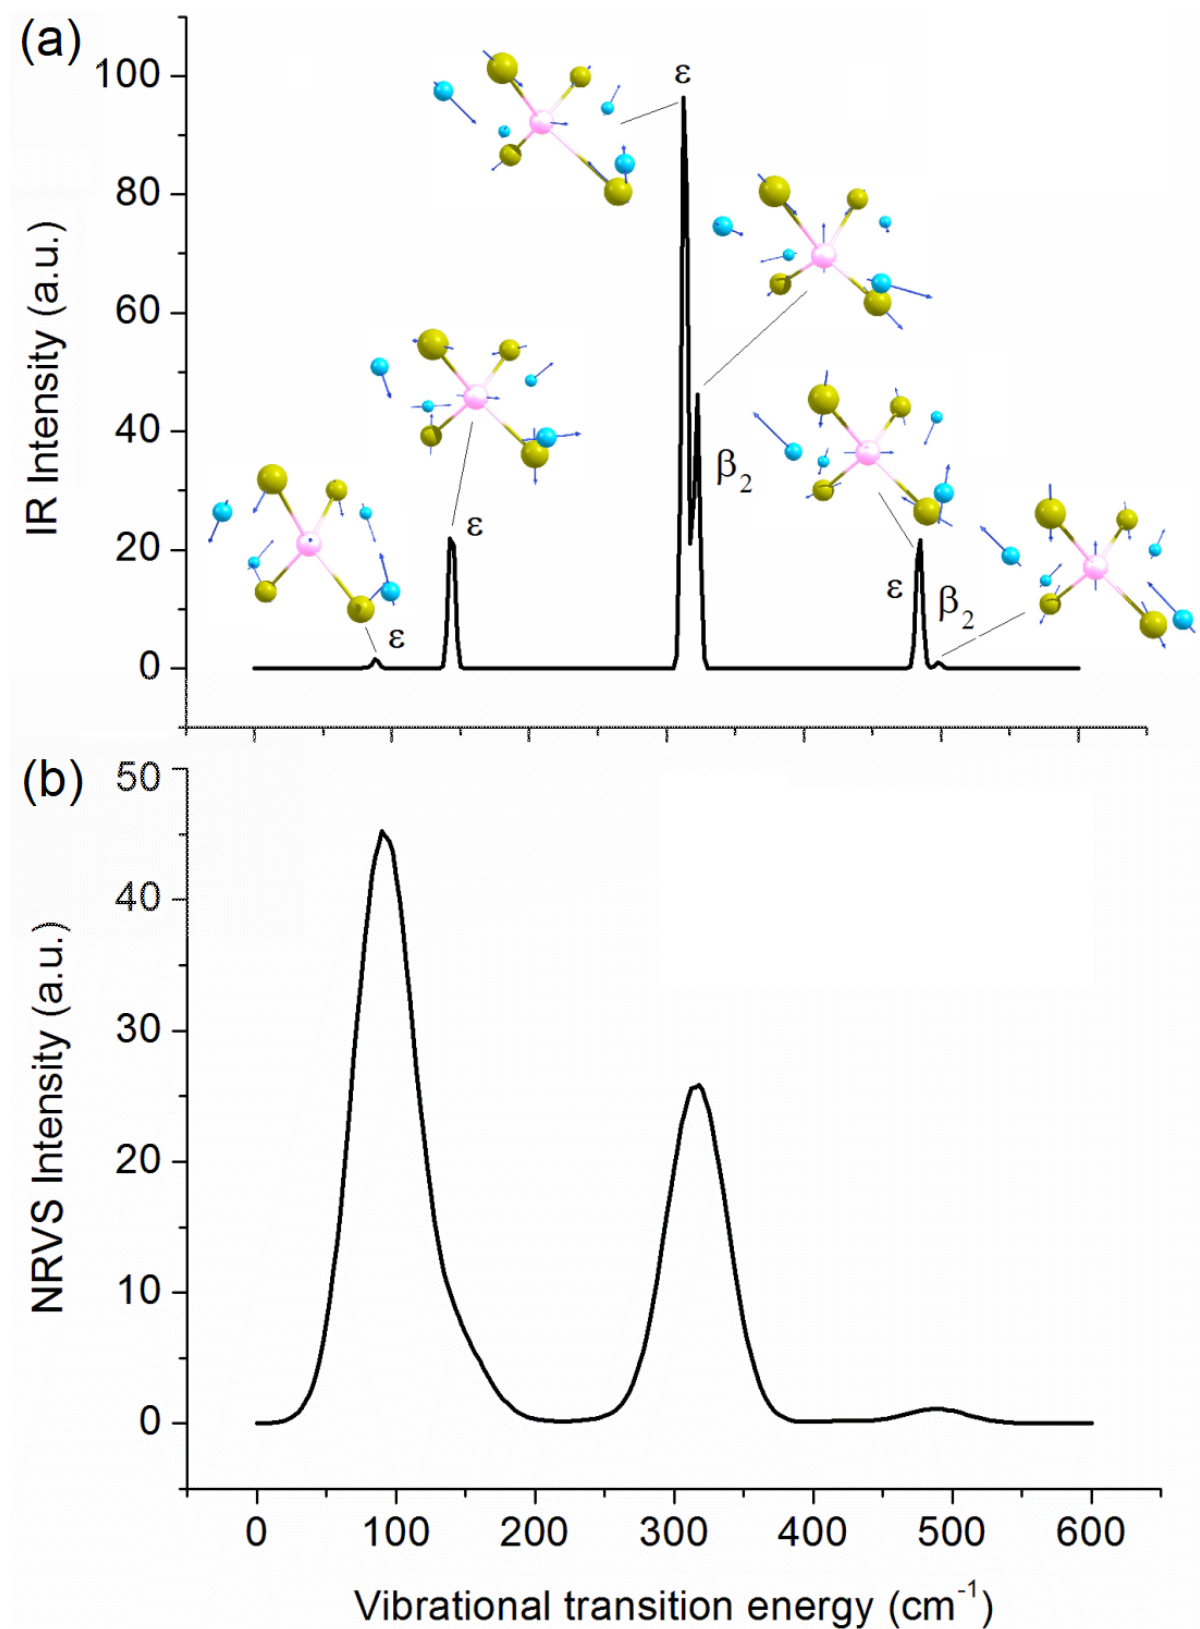 (a)
IR Intensity (a.u.)
100
80
60
40
20
0
ε
ε
ε
β2
ε
β2
(b)
NRVS Intensity (a.u.)
50
40
30
20
10
0
0 100 200 300 400 500 600
Vibrational transition energy (cm⁻¹)